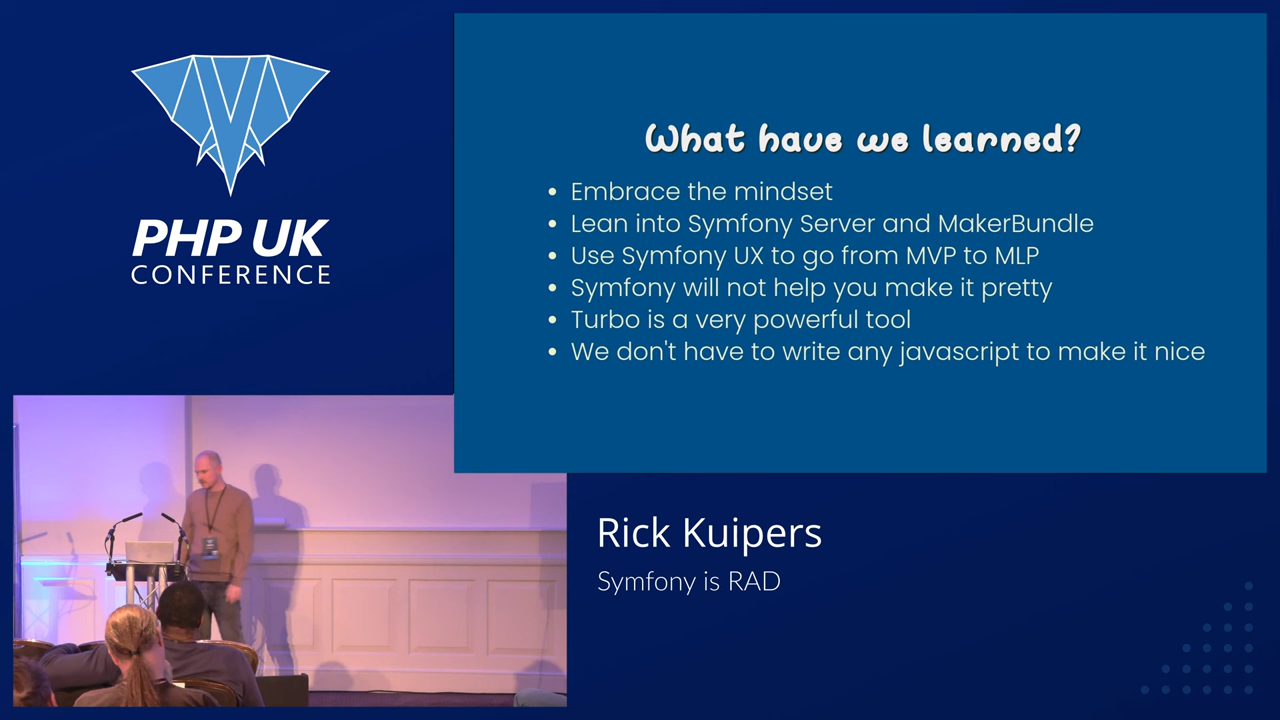 PHP UK
CONFERENCE
What have we learned?
• Embrace the mindset
• Lean into Symfony Server and MakerBundle
• Use Symfony UX to go from MVP to MLP
• Symfony will not help you make it pretty
• Turbo is a very powerful tool
• We don't have to write any javascript to make it nice
Rick Kuipers
Symfony is RAD